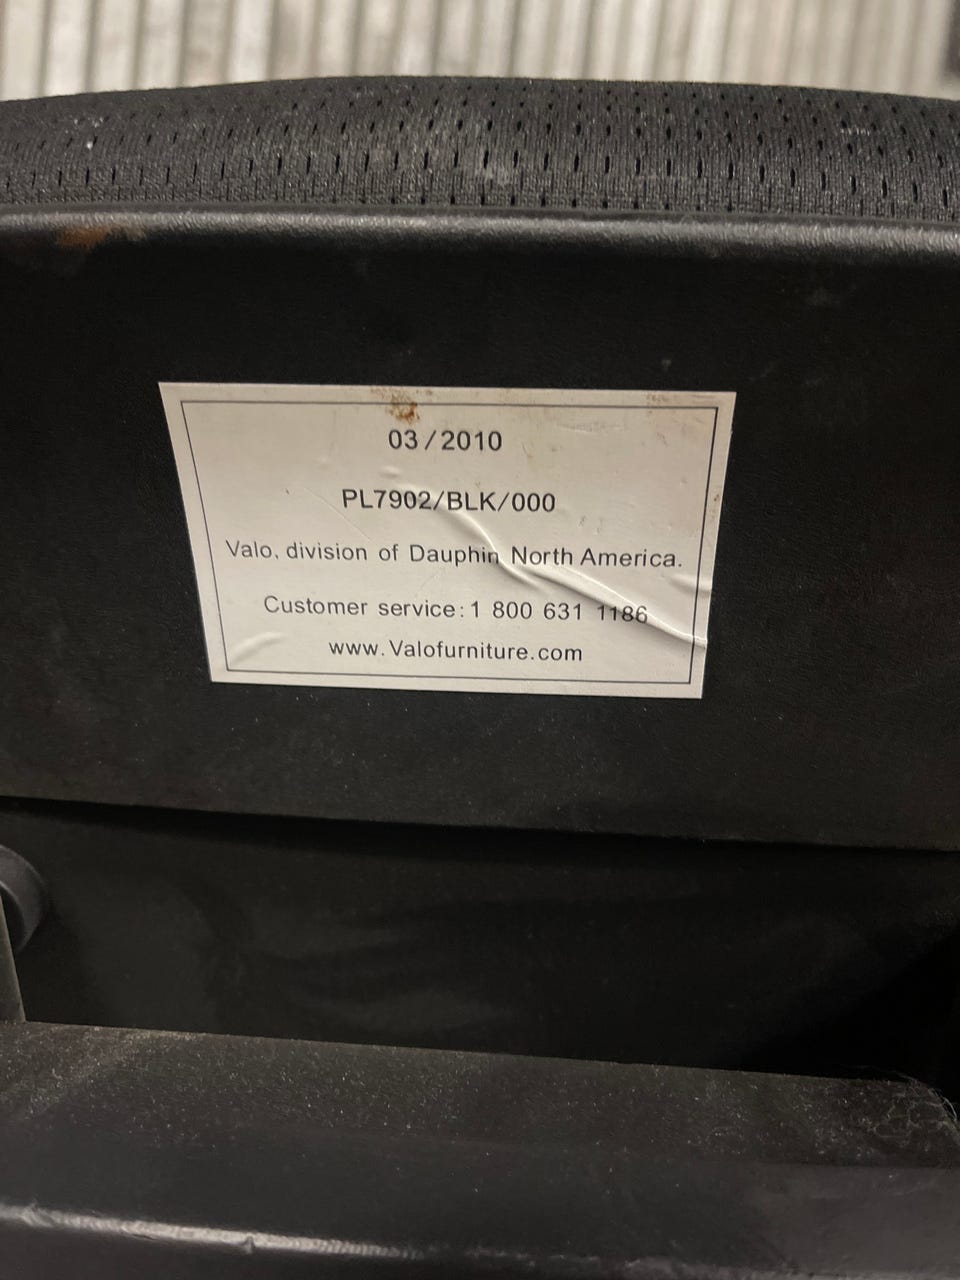 03/2010
PL7902/BLK/000
Valo, division of Dauphin North America.
Customer service: 1 800 631 1186
www.Valofurniture.com